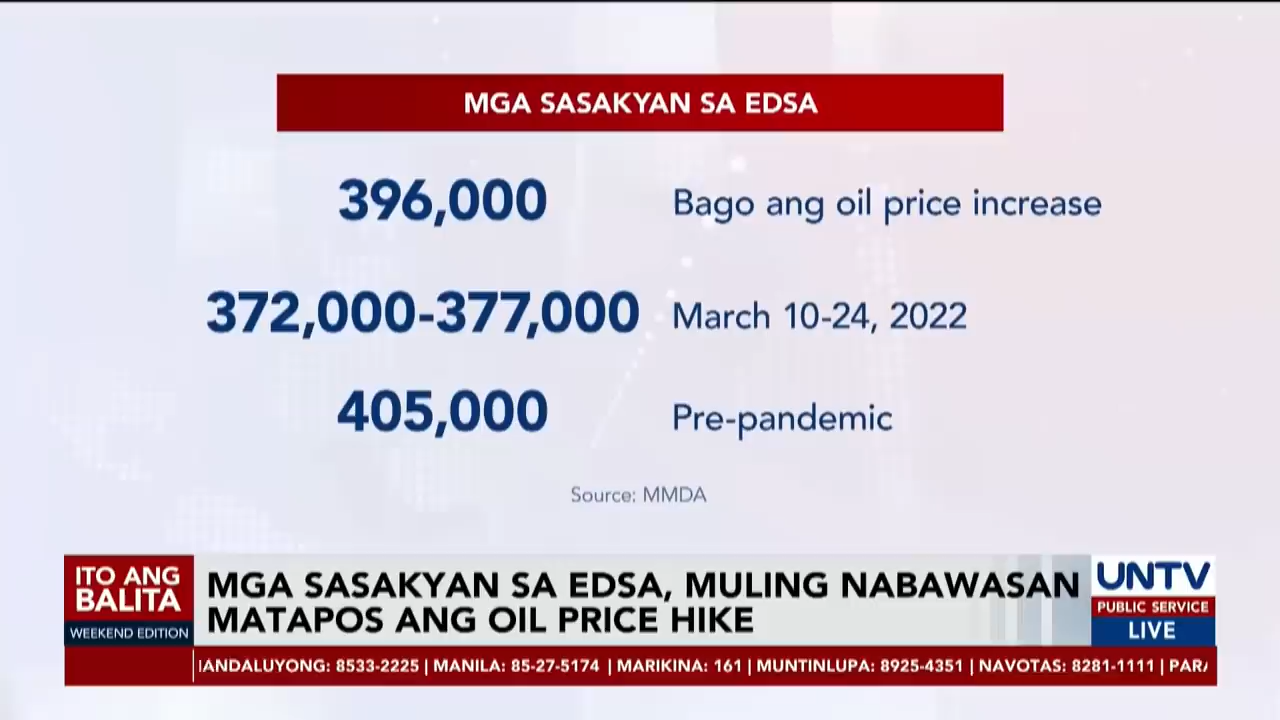 MGA SASAKYAN SA EDSA
396,000 Bago ang oil price increase
372,000-377,000 March 10-24, 2022
405,000 Pre-pandemic
Source: MMDA
ITO ANG
BALITA
WEEKEND EDITION
MGA SASAKYAN SA EDSA, MULING NABAWASAN
MATAPOS ANG OIL PRICE HIKE
UNTV
PUBLIC SERVICE
LIVE
ANDALUYONG: 8533-2225 | MANILA: 85-27-5174 | MARIKINA: 161 | MUNTINLUPA: 8925-4351 | NAVOTAS: 8281-1111 | PAR